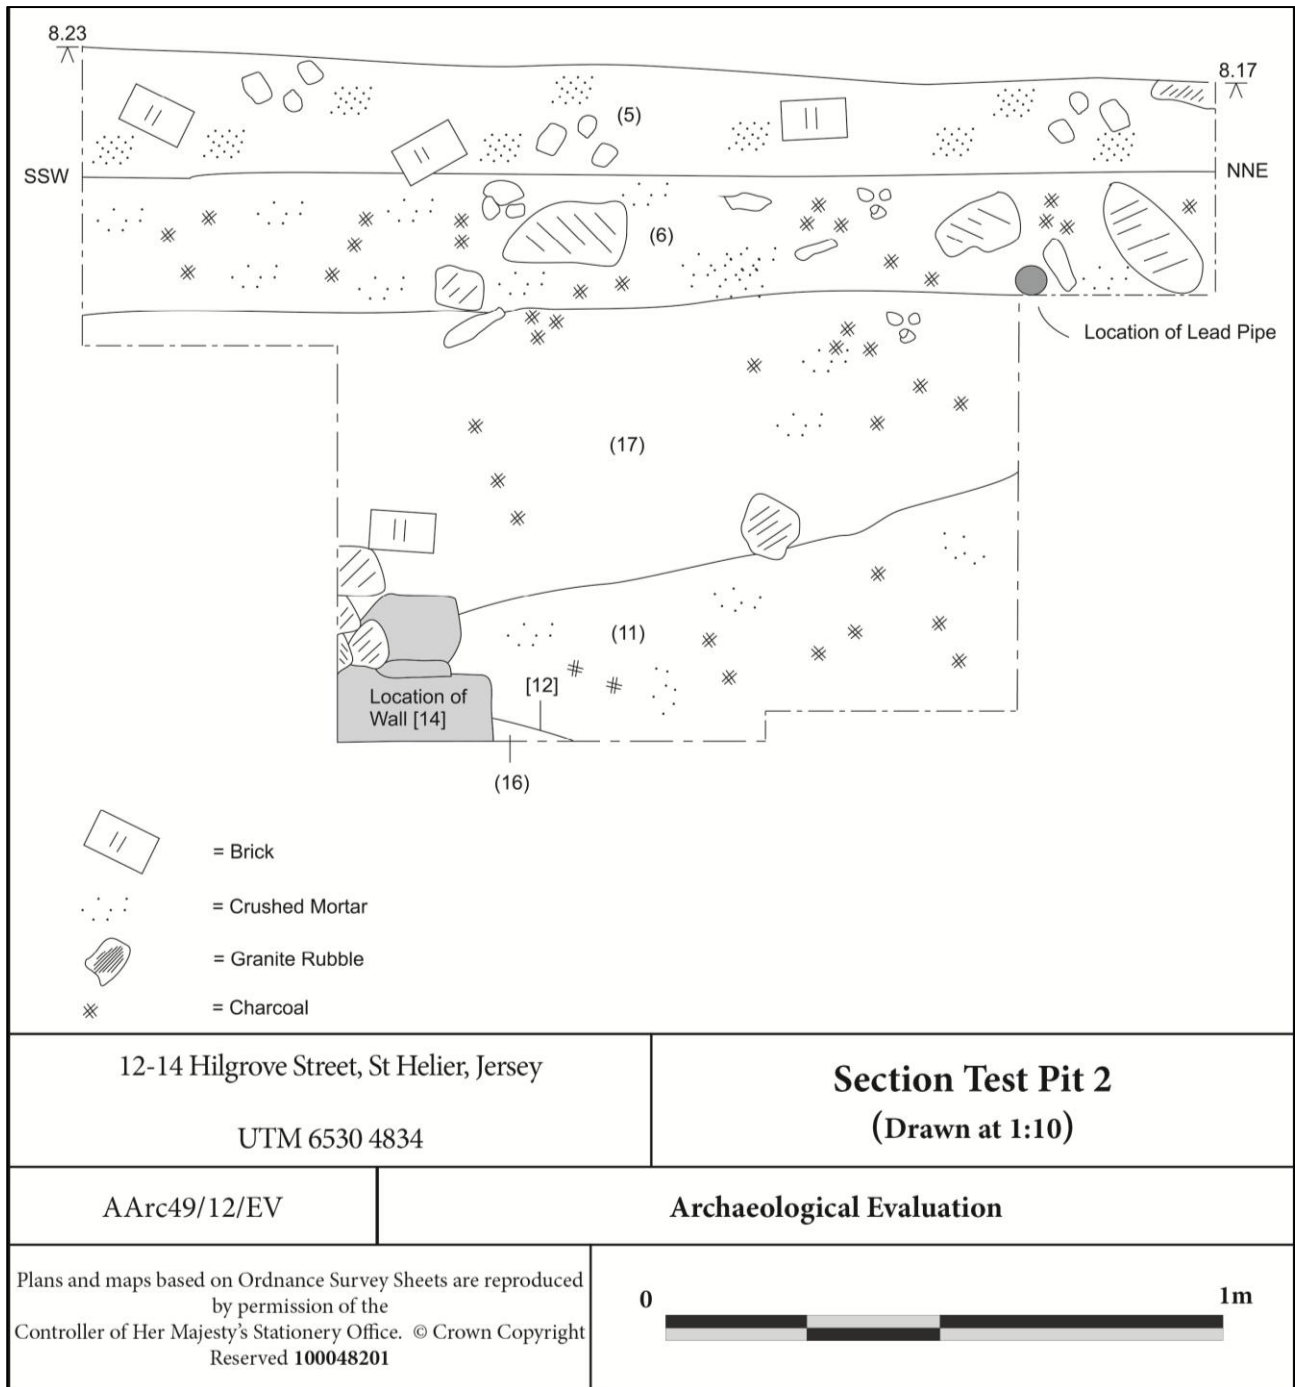 8.23
8.17
(5)
SSW
NNE
(6)
Location of Lead Pipe
(17)
(11)
[12]
Location of
Wall [14]
(16)
= Brick
= Crushed Mortar
= Granite Rubble
= Charcoal
12-14 Hilgrove Street, St Helier, Jersey
UTM 6530 4834
Section Test Pit 2
(Drawn at 1:10)
AArc49/12/EV
Archaeological Evaluation
Plans and maps based on Ordnance Survey Sheets are reproduced
by permission of the
Controller of Her Majesty's Stationery Office. © Crown Copyright
Reserved 100048201
0
1m